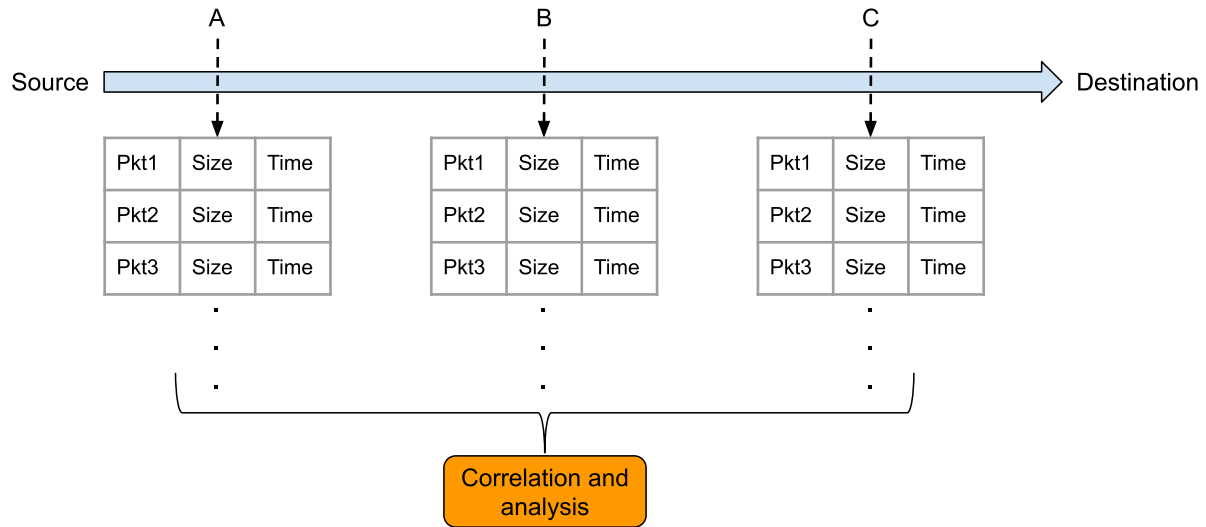 A B C
Source Destination
Pkt1 Size Time Pkt1 Size Time Pkt1 Size Time
Pkt2 Size Time Pkt2 Size Time Pkt2 Size Time
Pkt3 Size Time Pkt3 Size Time Pkt3 Size Time
Correlation and
analysis